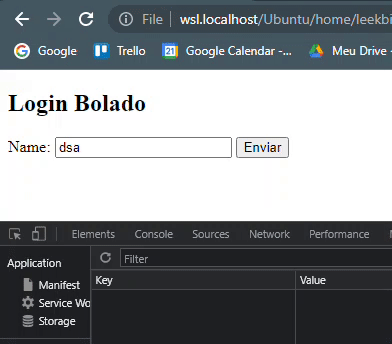 File wsl.localhost/Ubuntu/home/leekbi
Google Trello Google Calendar -... Meu Drive -
Login Bolado
Name: dsa Enviar
Elements Console Sources Network Performance
Application
Filter
Key Value
Manifest
Service Wo
Storage